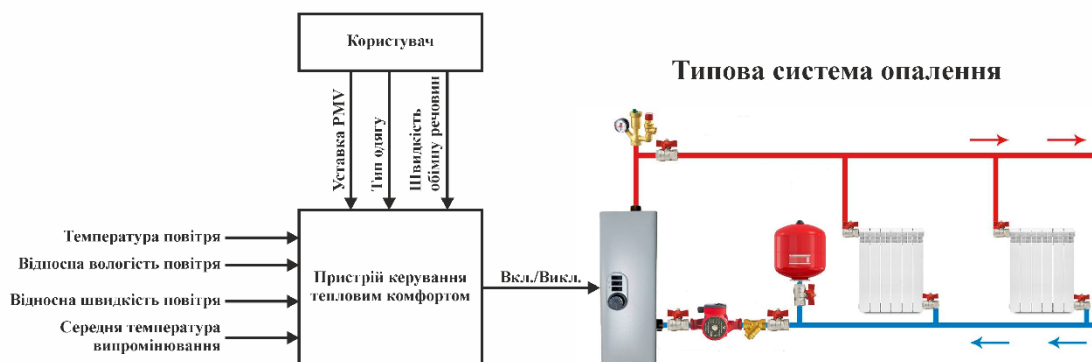 Користувач
Типова система опалення
Уставка PMV
Тип одягу
Швидкість
обміну речовин
Температура повітря
Відносна вологість повітря
Відносна швидкість повітря
Середня температура
випромінювання
Пристрій керування
тепловим комфортом
Вкл./Викл.